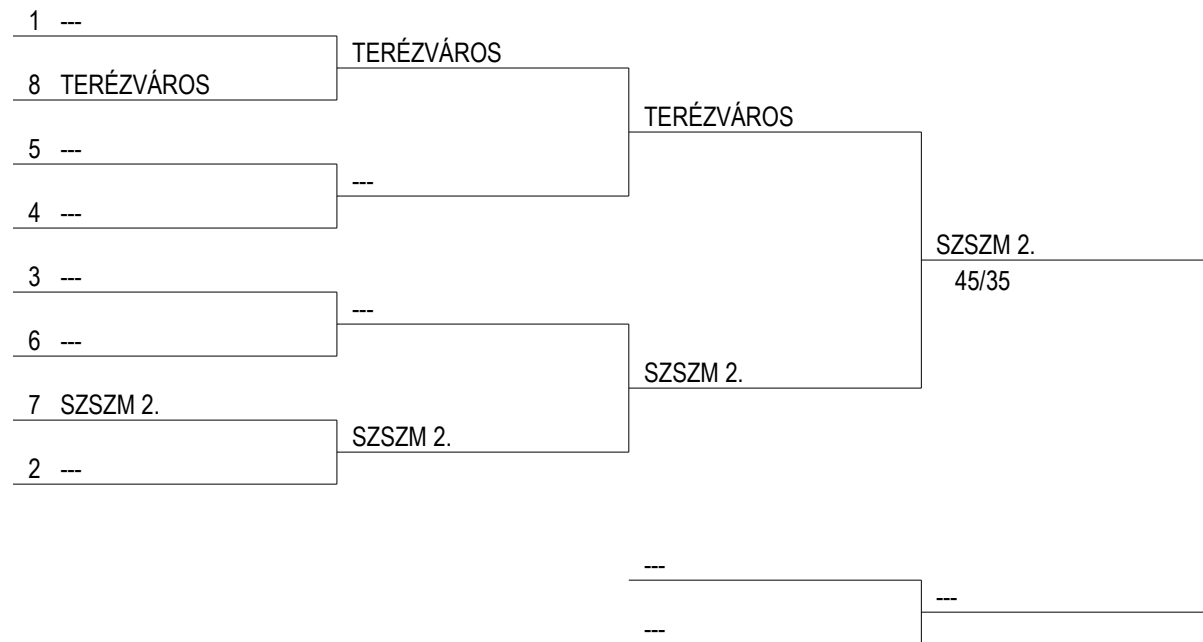 1 ---
TERÉZVÁROS
8 TERÉZVÁROS
TERÉZVÁROS
5 ---
---
4 ---
SZSZM 2.
45/35
3 ---
---
6 ---
SZSZM 2.
7 SZSZM 2.
SZSZM 2.
2 ---
---
---
---